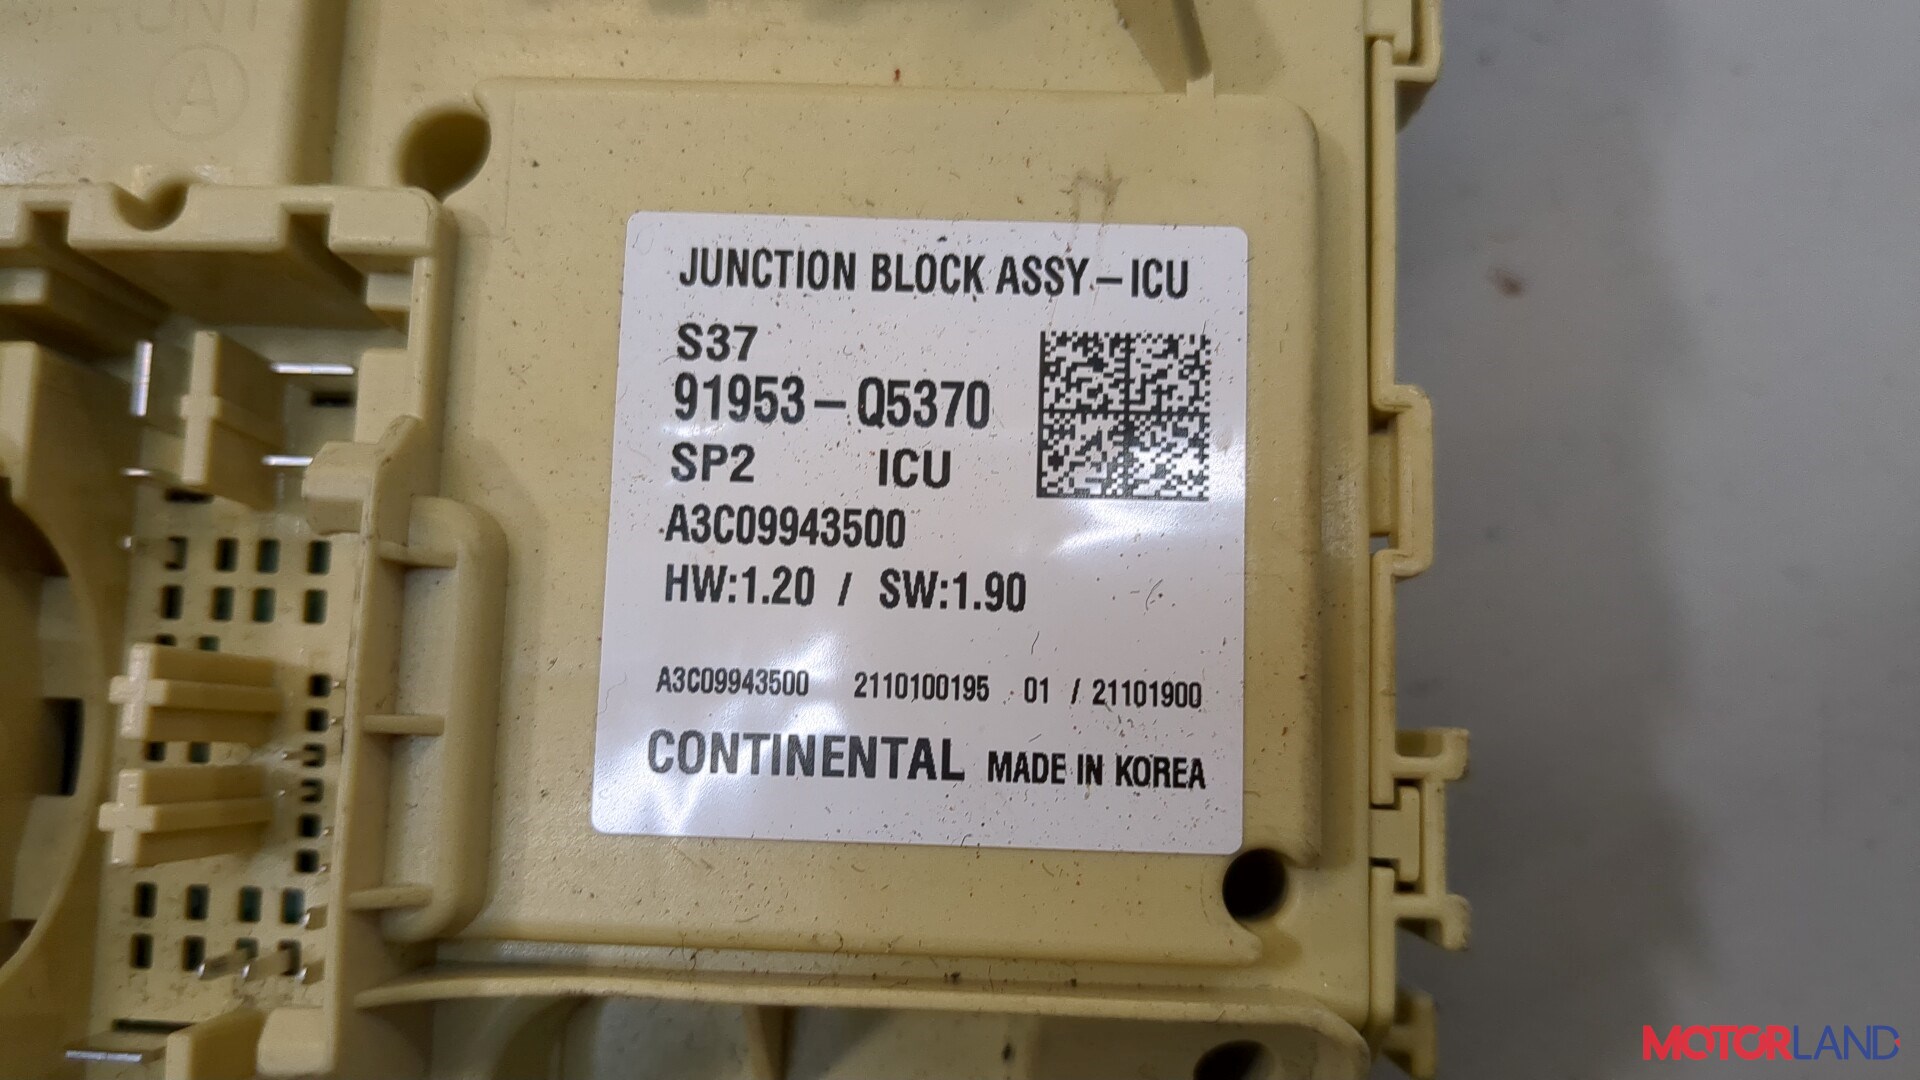 FRONT
A
JUNCTION BLOCK ASSY-ICU
S37
91953-Q5370
SP2 ICU
A3C09943500
HW:1.20 / SW:1.90
A3C09943500 2110100195 01 / 21101900
CONTINENTAL MADE IN KOREA
MOTORLAND